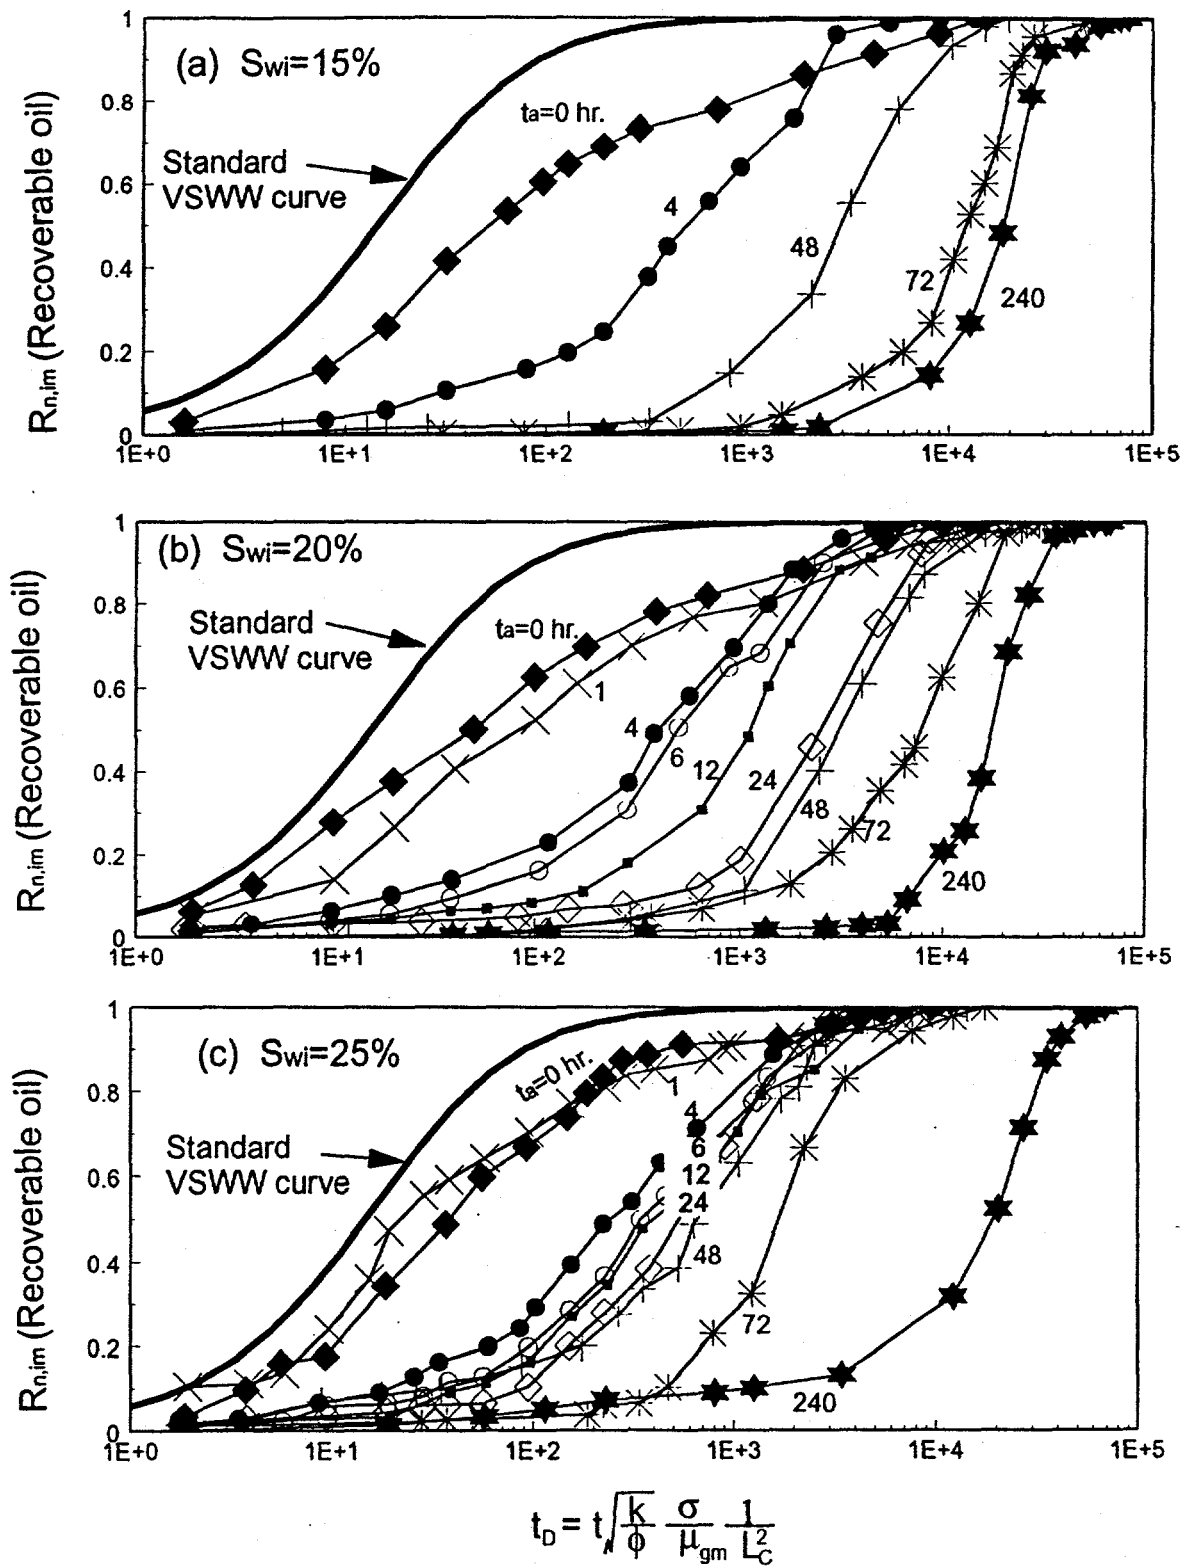 (a) Swi=15%
ta=0 hr.
Standard
VSWW curve
4
48
72
240
Rn,im (Recoverable oil)
1
0.8
0.6
0.4
0.2
0
1E+0 1E+1 1E+2 1E+3 1E+4 1E+5
(b) Swi=20%
Standard
VSWW curve
ta=0 hr.
1
4
6
12
24
48
72
240
Rn,im (Recoverable oil)
1
0.8
0.6
0.4
0.2
0
1E+0 1E+1 1E+2 1E+3 1E+4 1E+5
(c) Swi=25%
ta=0 hr.
Standard
VSWW curve
1
4
6
12
24
48
72
240
Rn,im (Recoverable oil)
1
0.8
0.6
0.4
0.2
0
1E+0 1E+1 1E+2 1E+3 1E+4 1E+5
tD = t√(k/φ) σ/μgm 1/LC²